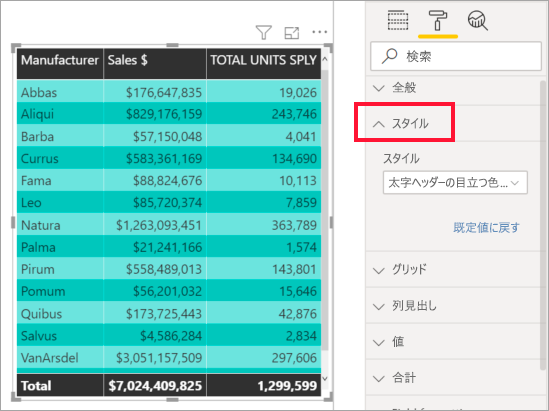 Manufacturer Sales $ TOTAL UNITS SPLY
Abbas $176,647,835 19,026
Aliqui $829,176,159 243,746
Barba $57,150,048 4,041
Currus $583,361,169 134,690
Fama $88,824,676 10,113
Leo $85,720,374 7,859
Natura $1,263,093,451 363,789
Palma $21,241,166 1,574
Pirum $558,489,013 143,801
Pomum $56,201,032 15,646
Quibus $173,725,443 42,876
Salvus $4,586,284 2,834
VanArsdel $3,051,157,509 297,606
Total $7,024,409,825 1,299,599
検索
全般
スタイル
スタイル
太字ヘッダーの目立つ色...
既定値に戻す
グリッド
列見出し
値
合計